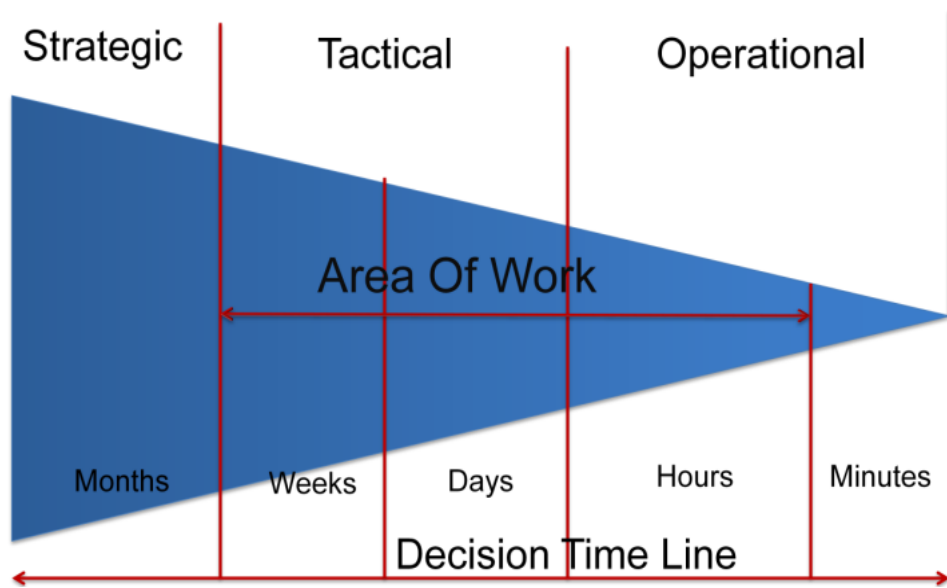 Strategic
Tactical
Operational
Area Of Work
Months
Weeks
Days
Hours
Minutes
Decision Time Line